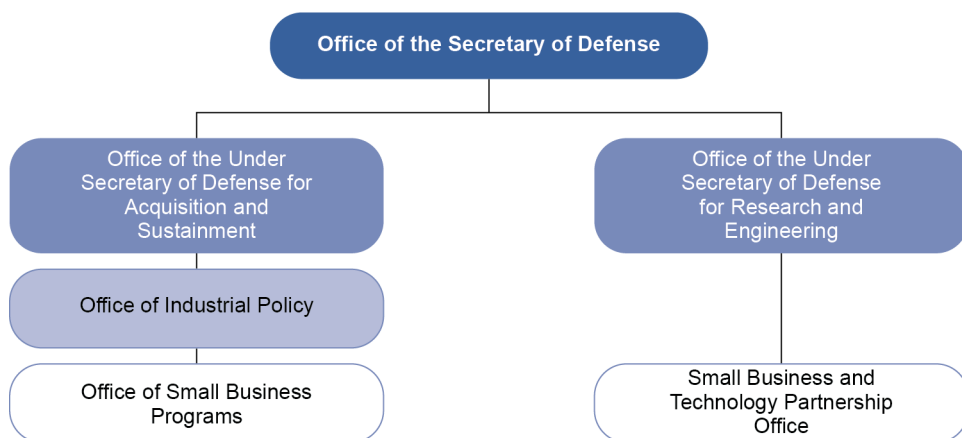 Office of the Secretary of Defense
Office of the Under
Secretary of Defense for
Acquisition and
Sustainment
Office of the Under
Secretary of Defense
for Research and
Engineering
Office of Industrial Policy
Office of Small Business
Programs
Small Business and
Technology Partnership
Office